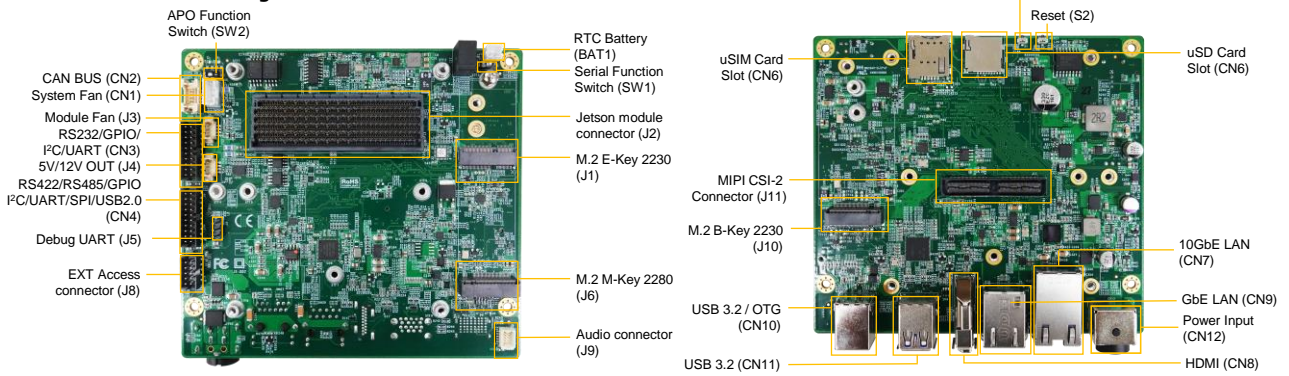 APO Function
Switch (SW2)
CAN BUS (CN2)
System Fan (CN1)
Module Fan (J3)
RS232/GPIO/
I²C/UART (CN3)
5V/12V OUT (J4)
RS422/RS485/GPIO
I²C/UART/SPI/USB2.0
(CN4)
Debug UART (J5)
EXT Access
connector (J8)
RTC Battery
(BAT1)
Serial Function
Switch (SW1)
Jetson module
connector (J2)
M.2 E-Key 2230
(J1)
M.2 M-Key 2280
(J6)
Audio connector
(J9)
RoHS
CE
FC
Reset (S2)
uSIM Card
Slot (CN6)
uSD Card
Slot (CN6)
MIPI CSI-2
Connector (J11)
M.2 B-Key 2230
(J10)
2R2
10GbE LAN
(CN7)
GbE LAN (CN9)
Power Input
(CN12)
USB 3.2 / OTG
(CN10)
USB 3.2 (CN11)
HDMI (CN8)